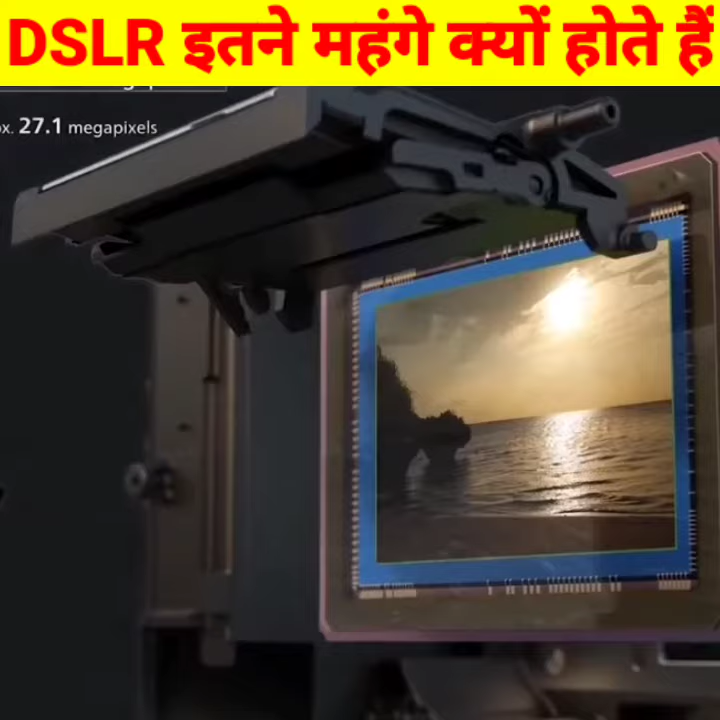 DSLR इतने महंगे क्यों होते हैं
27.1 megapixels